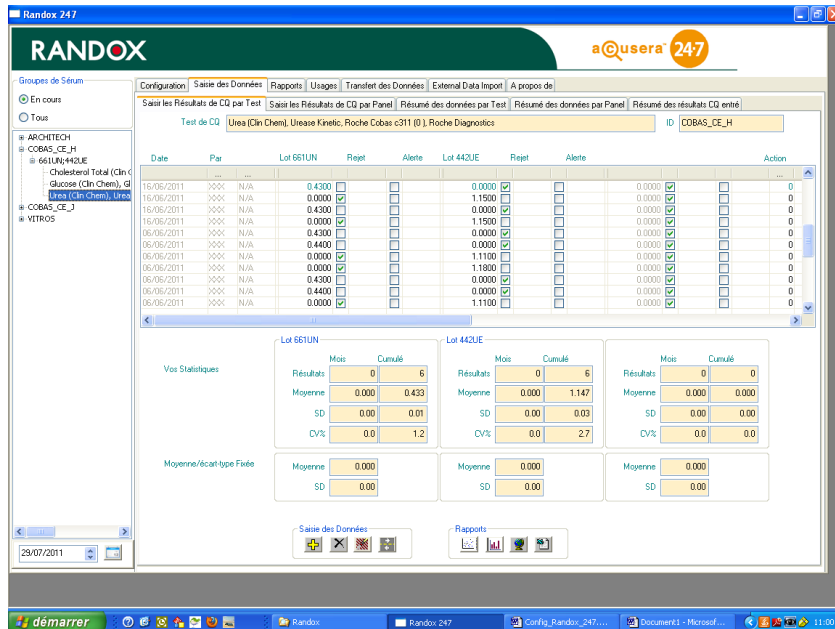 Randox 247
RANDOX
acusera 24·7
Groupes de Sérum
En cours
Tous
ARCHITECH
COBAS_CE_H
661UN;442UE
Cholesterol Total (Clin C
Glucose (Clin Chem), Gl
Urea (Clin Chem), Urea
COBAS_CE_J
VITROS
29/07/2011
Configuration Saisie des Données Rapports Usages Transfert des Données External Data Import A propos de
Saisir les Résultats de CQ par Test Saisir les Résultats de CQ par Panel Résumé des données par Test Résumé des données par Panel Résumé des résultats CQ entré
Test de CQ Urea (Clin Chem), Urease Kinetic, Roche Cobas c311 (0 ), Roche Diagnostics ID COBAS_CE_H
Date Par Lot 661UN Rejet Alerte Lot 442UE Rejet Alerte Action
... ... ...
16/06/2011 XXX N/A 0.4300 0.0000 0.0000 0
16/06/2011 XXX N/A 0.0000 1.1500 0.0000 0
16/06/2011 XXX N/A 0.4300 0.0000 0.0000 0
16/06/2011 XXX N/A 0.0000 1.1500 0.0000 0
06/06/2011 XXX N/A 0.4300 0.0000 0.0000 0
06/06/2011 XXX N/A 0.4400 0.0000 0.0000 0
06/06/2011 XXX N/A 0.0000 1.1100 0.0000 0
06/06/2011 XXX N/A 0.0000 1.1800 0.0000 0
06/06/2011 XXX N/A 0.4300 0.0000 0.0000 0
06/06/2011 XXX N/A 0.4400 0.0000 0.0000 0
06/06/2011 XXX N/A 0.0000 1.1100 0.0000 0
Lot 661UN Lot 442UE
Mois Cumulé Mois Cumulé Mois Cumulé
Vos Statistiques
Résultats 0 6 Résultats 0 6 Résultats 0 0
Moyenne 0.000 0.433 Moyenne 0.000 1.147 Moyenne 0.000 0.000
SD 0.00 0.01 SD 0.00 0.03 SD 0.00 0.00
CV% 0.0 1.2 CV% 0.0 2.7 CV% 0.0 0.0
Moyenne/écart-type Fixée
Moyenne 0.000 Moyenne 0.000 Moyenne 0.000
SD 0.00 SD 0.00 SD 0.00
Saisie des Données Rapports
démarrer Randox Randox 247 Config_Randox_247.... Document1 - Microsof... 11:00